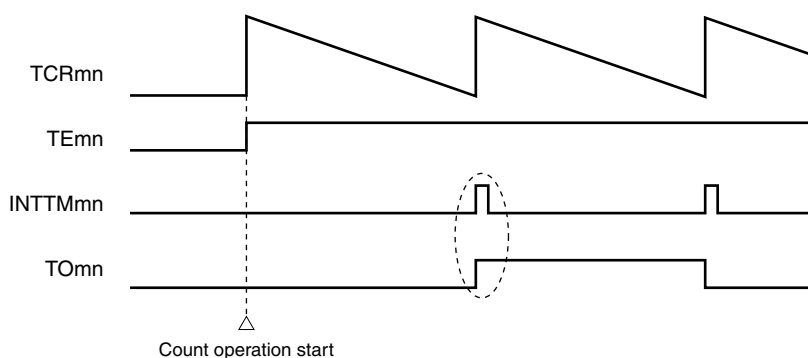 TCRmn
TEmn
INTTMmn
TOmn
Count operation start